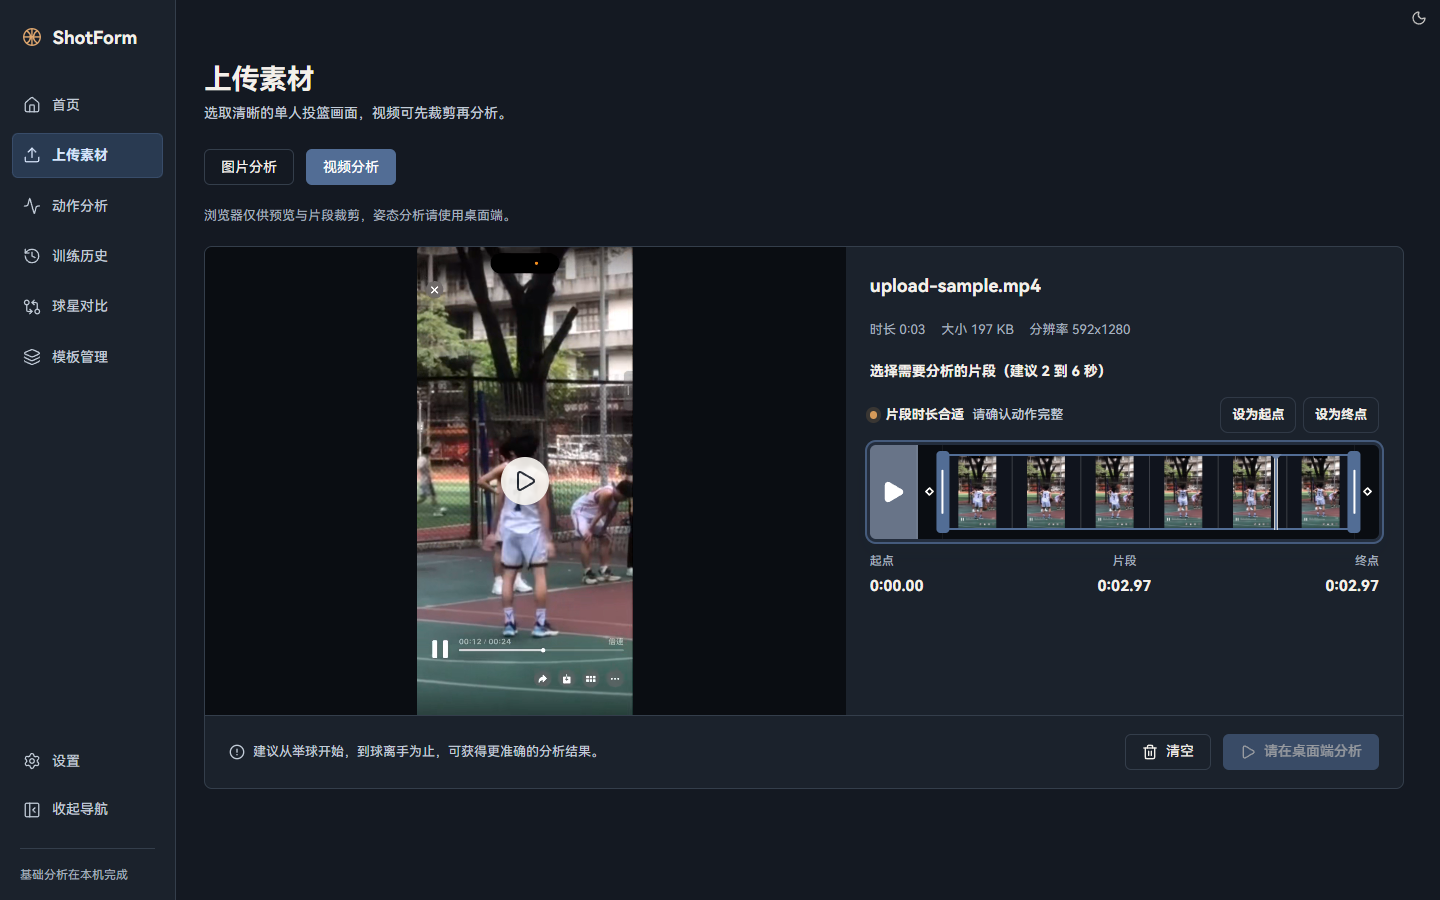 ShotForm
首页
上传素材
动作分析
训练历史
球星对比
模板管理
设置
收起导航
基础分析在本机完成
上传素材
选取清晰的单人投篮画面，视频可先裁剪再分析。
图片分析
视频分析
浏览器仅供预览与片段裁剪，姿态分析请使用桌面端。
00:12 / 00:24
倍速
upload-sample.mp4
时长 0:03 大小 197 KB 分辨率 592x1280
选择需要分析的片段（建议 2 到 6 秒）
片段时长合适 请确认动作完整
设为起点
设为终点
起点 片段 终点
0:00.00 0:02.97 0:02.97
建议从举球开始，到球离手为止，可获得更准确的分析结果。
清空
请在桌面端分析